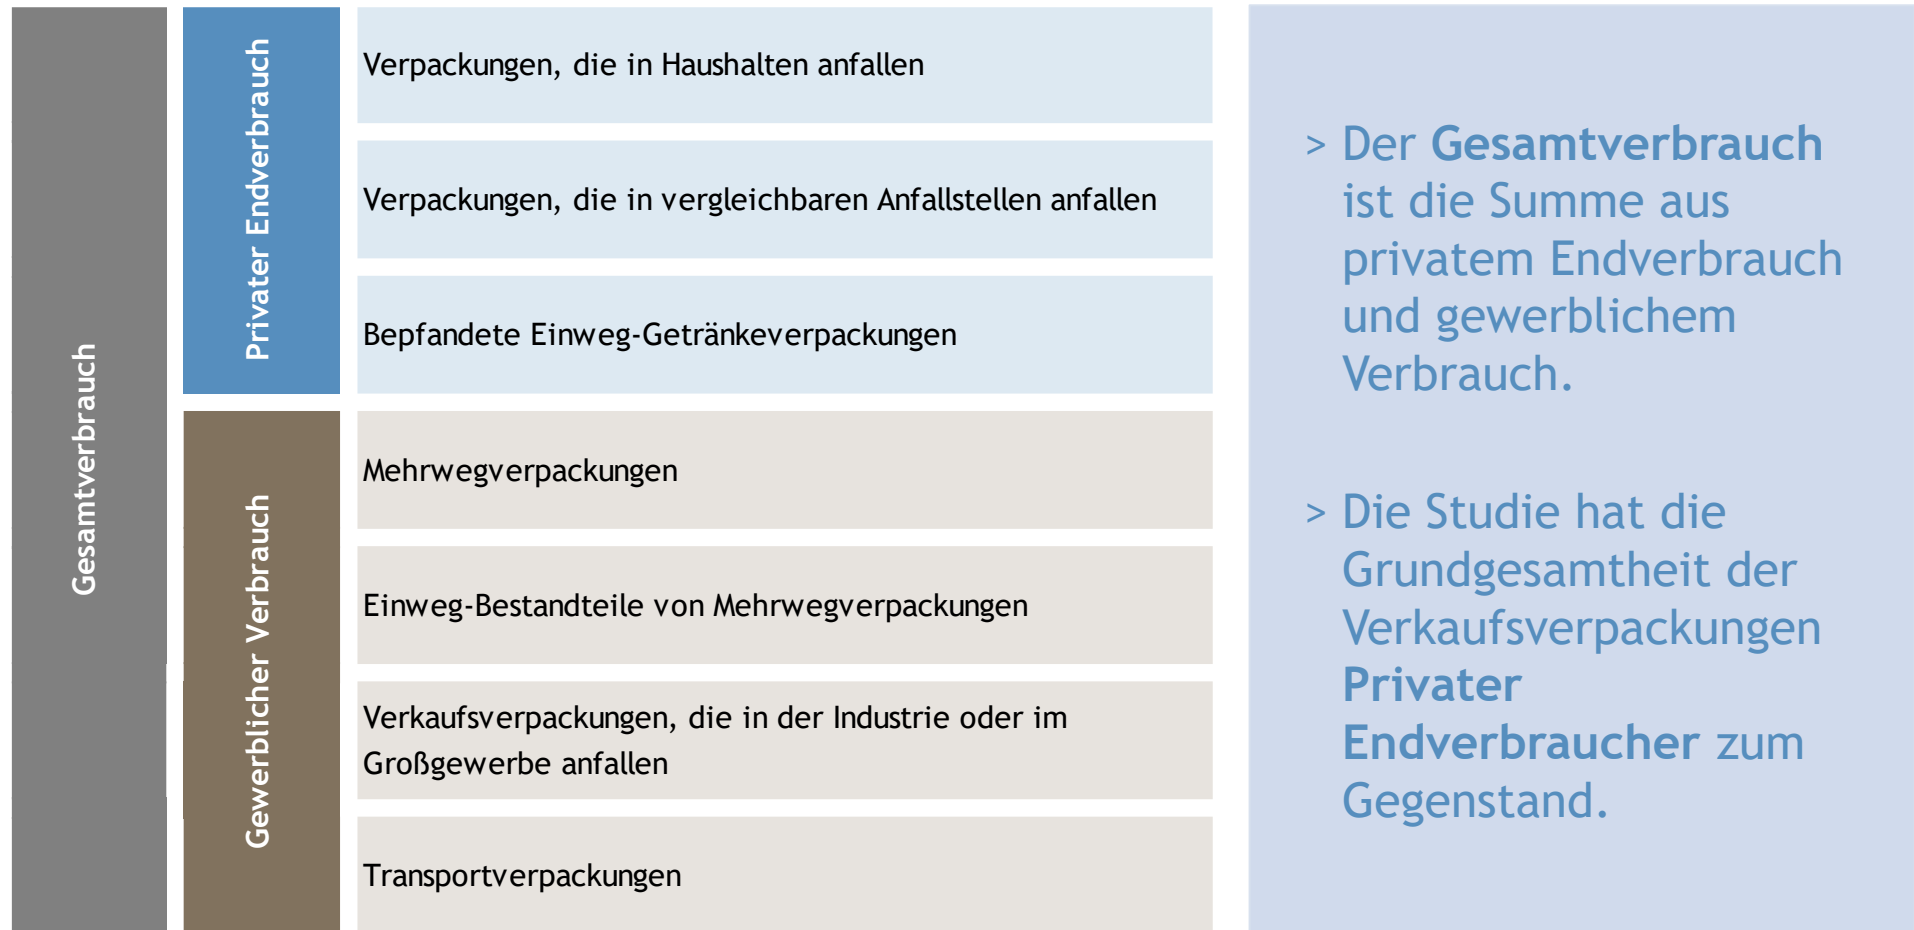 Gesamtverbrauch
Privater Endverbrauch
Verpackungen, die in Haushalten anfallen
Verpackungen, die in vergleichbaren Anfallstellen anfallen
Bepfandete Einweg-Getränkeverpackungen
Gewerblicher Verbrauch
Mehrwegverpackungen
Einweg-Bestandteile von Mehrwegverpackungen
Verkaufsverpackungen, die in der Industrie oder im
Großgewerbe anfallen
Transportverpackungen
> Der Gesamtverbrauch
ist die Summe aus
privatem Endverbrauch
und gewerblichem
Verbrauch.
> Die Studie hat die
Grundgesamtheit der
Verkaufsverpackungen
Privater
Endverbraucher zum
Gegenstand.